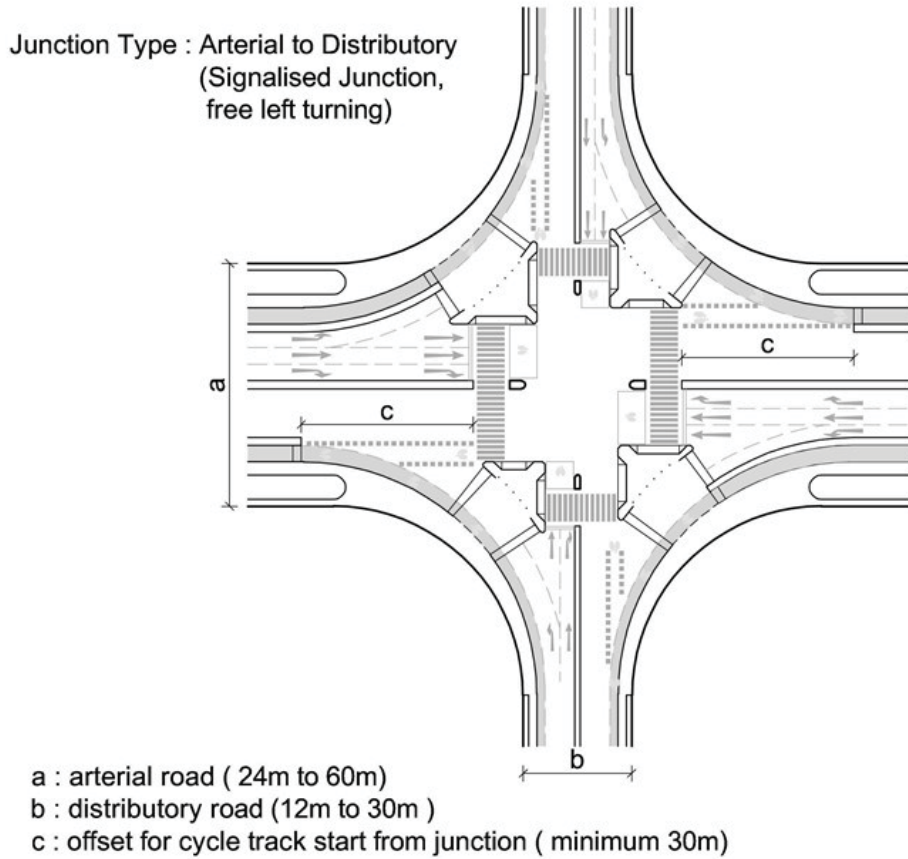 Junction Type : Arterial to Distributory
(Signalised Junction,
free left turning)
c
a
c
b
a : arterial road ( 24m to 60m)
b : distributory road (12m to 30m )
c : offset for cycle track start from junction ( minimum 30m)